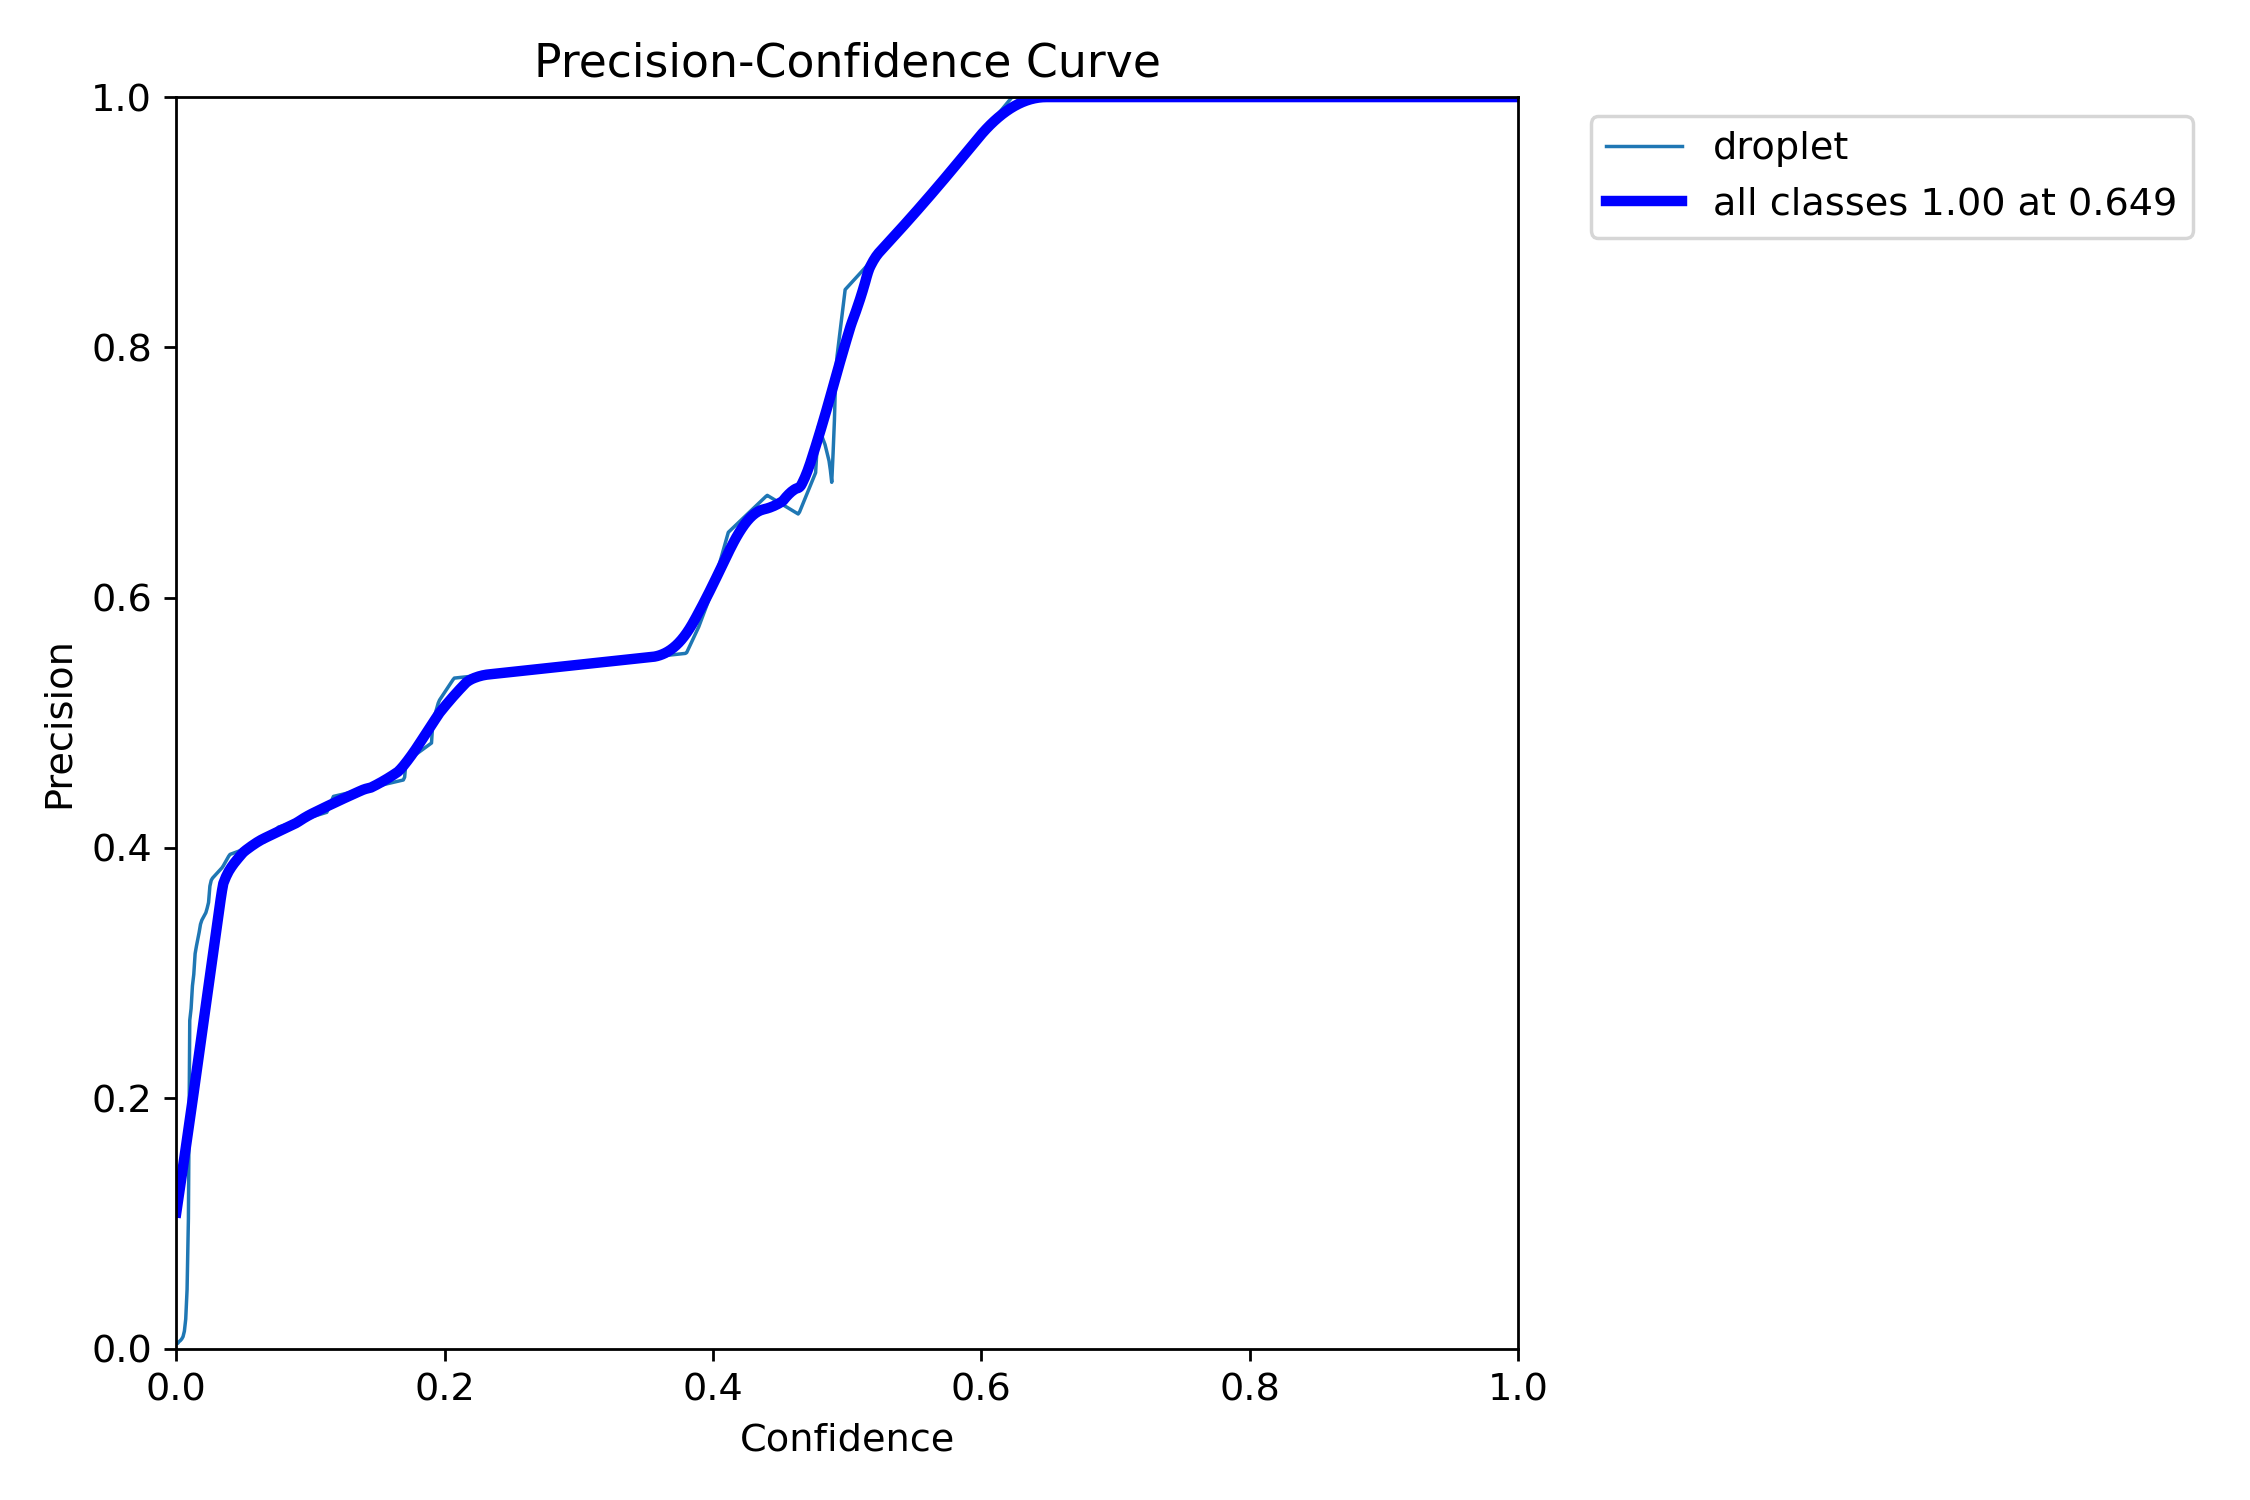 Precision-Confidence Curve
droplet
all classes 1.00 at 0.649
Precision
1.0
0.8
0.6
0.4
0.2
0.0
0.0 0.2 0.4 0.6 0.8 1.0
Confidence